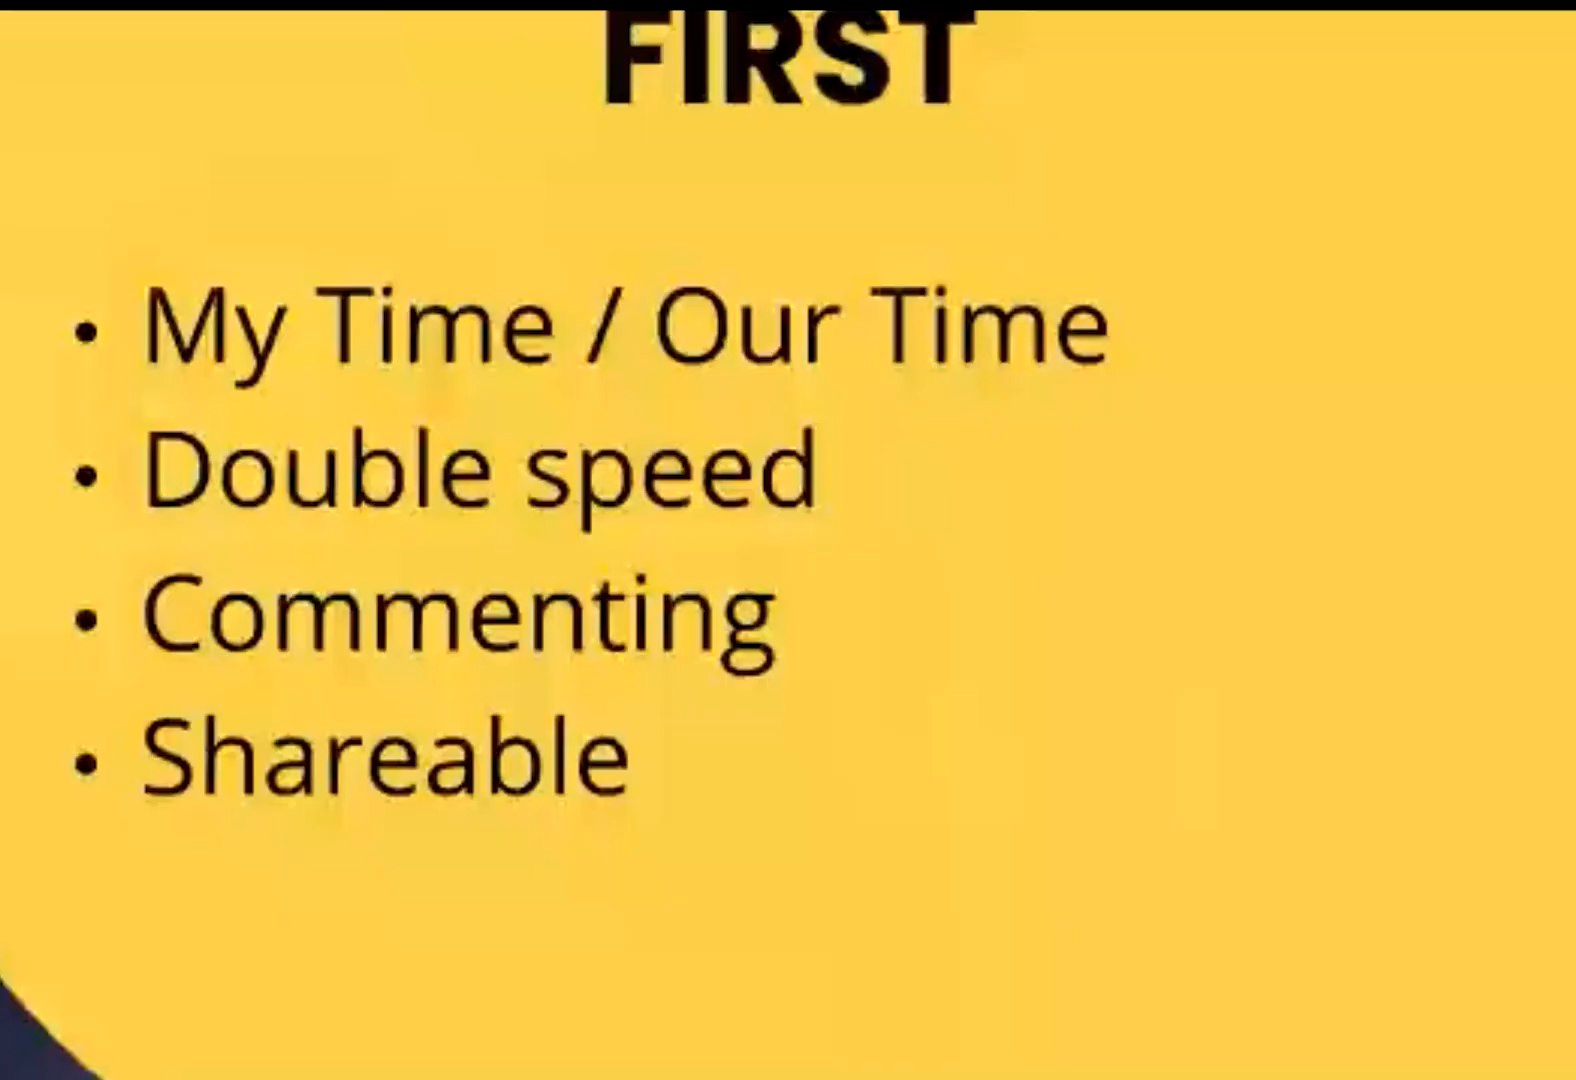 FIRST
• My Time / Our Time
• Double speed
• Commenting
• Shareable